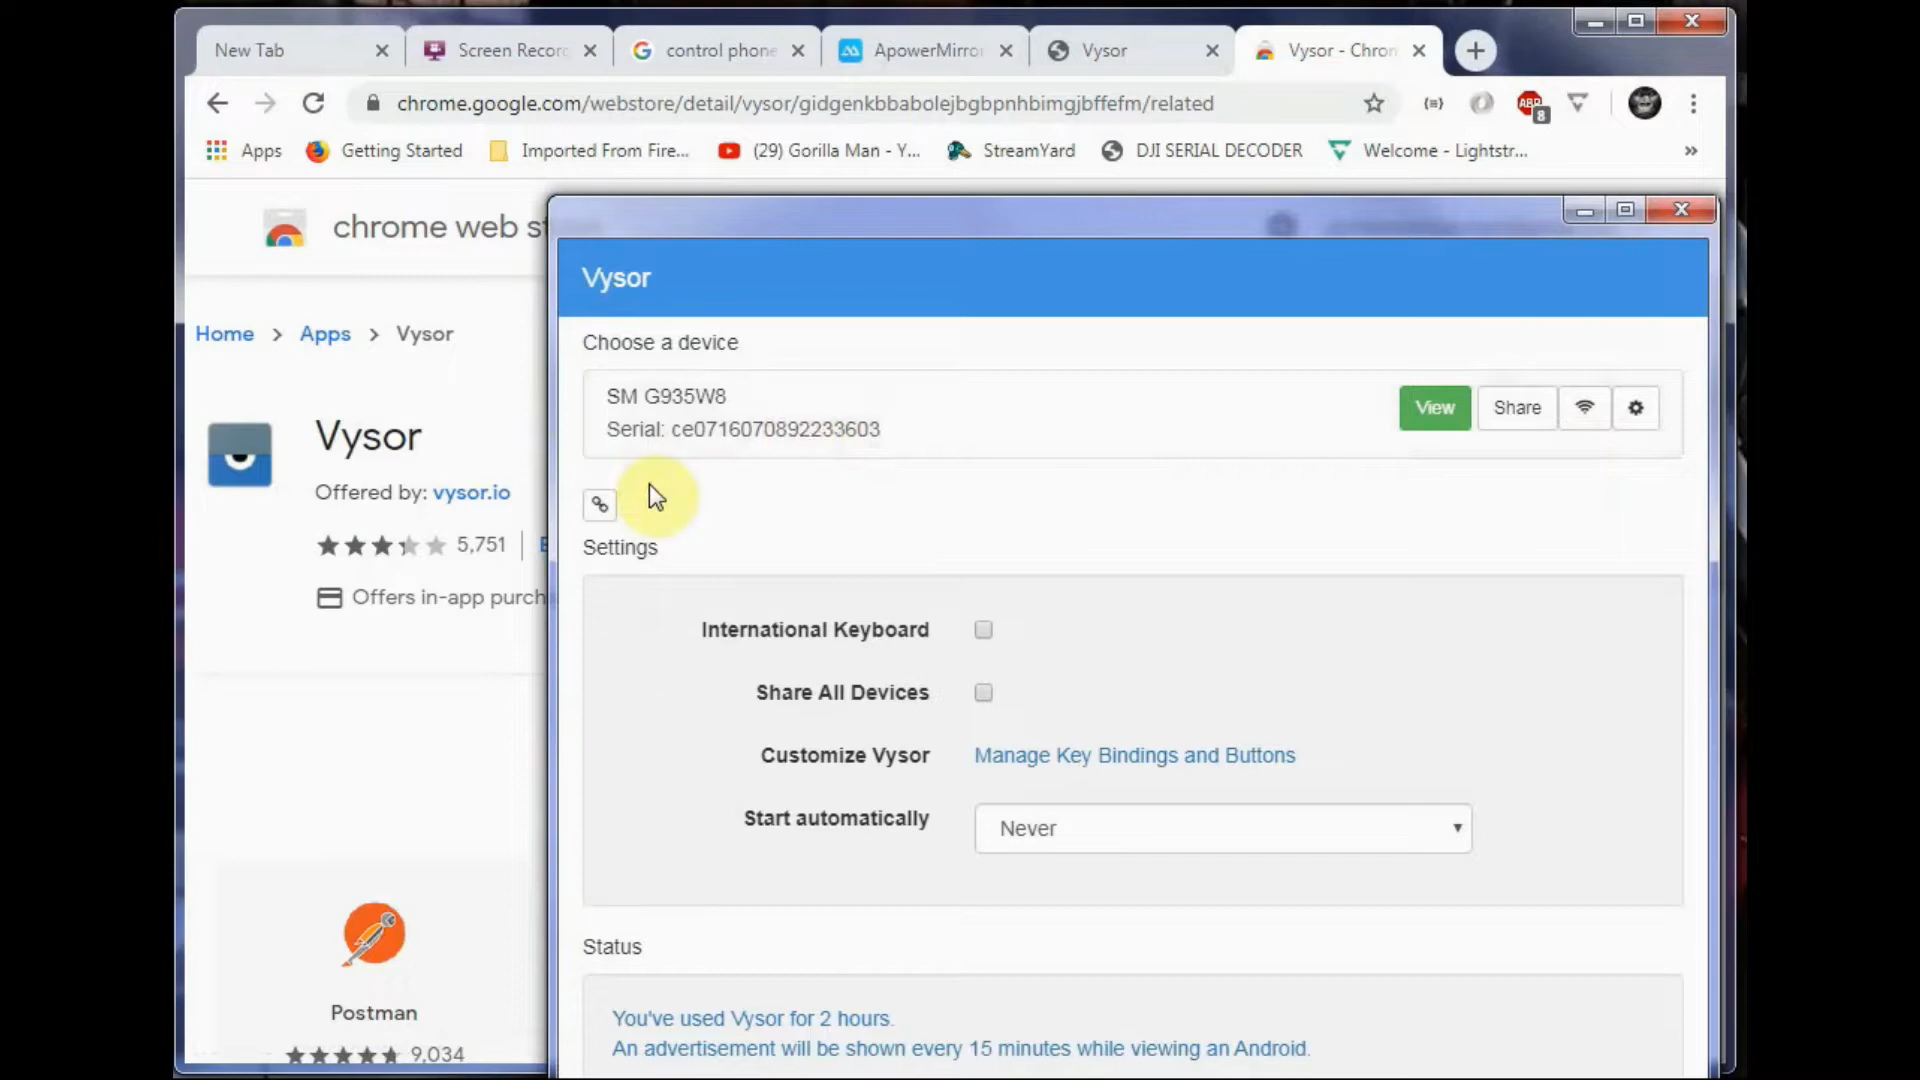 New Tab
Screen Recor
control phone
ApowerMirror
Vysor
Vysor - Chron
chrome.google.com/webstore/detail/vysor/gidgenkbbabolejbgbpnhbimgjbffefm/related
ABP
8
Apps
Getting Started
Imported From Fire...
(29) Gorilla Man - Y...
StreamYard
DJI SERIAL DECODER
Welcome - Lightstr...
»
chrome web st
Home > Apps > Vysor
Vysor
Offered by: vysor.io
5,751
Offers in-app purch
Postman
9,034
Vysor
Choose a device
SM G935W8
Serial: ce0716070892233603
View
Share
Settings
International Keyboard
Share All Devices
Customize Vysor
Manage Key Bindings and Buttons
Start automatically
Never
Status
You've used Vysor for 2 hours.
An advertisement will be shown every 15 minutes while viewing an Android.